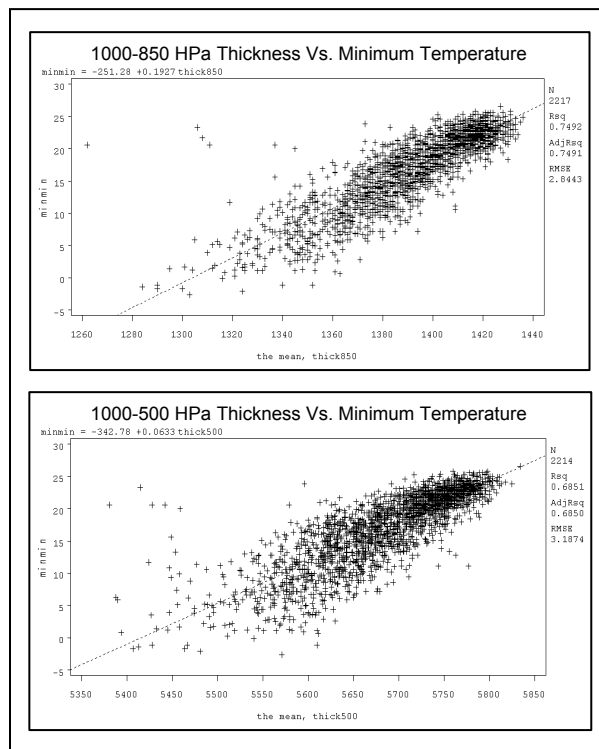 1000-850 HPa Thickness Vs. Minimum Temperature
minmin = -251.28 +0.1927 thick850
N
2217
Rsq
0.7492
AdjRsq
0.7491
RMSE
2.8443
30
25
20
15
10
5
0
-5
minmin
1260 1280 1300 1320 1340 1360 1380 1400 1420 1440
the mean, thick850
1000-500 HPa Thickness Vs. Minimum Temperature
minmin = -342.78 +0.0633 thick500
N
2214
Rsq
0.6851
AdjRsq
0.6850
RMSE
3.1874
30
25
20
15
10
5
0
-5
minmin
5350 5400 5450 5500 5550 5600 5650 5700 5750 5800 5850
the mean, thick500